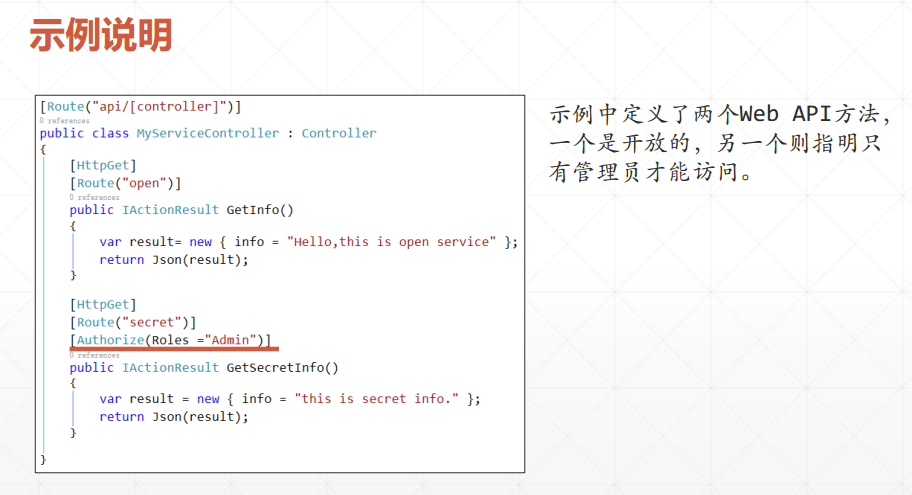 示例说明
[Route("api/[controller]")]
0 references
public class MyServiceController : Controller
{
[HttpGet]
[Route("open")]
0 references
public IActionResult GetInfo()
{
var result= new { info = "Hello,this is open service" };
return Json(result);
}
[HttpGet]
[Route("secret")]
[Authorize(Roles ="Admin")]
0 references
public IActionResult GetSecretInfo()
{
var result = new { info = "this is secret info." };
return Json(result);
}
}
示例中定义了两个Web API方法，
一个是开放的，另一个则指明只
有管理员才能访问。